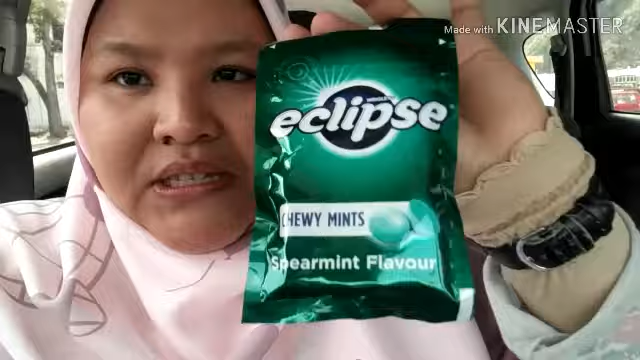 Made with KINEMASTER
eclipse
CHEWY MINTS
Spearmint Flavour